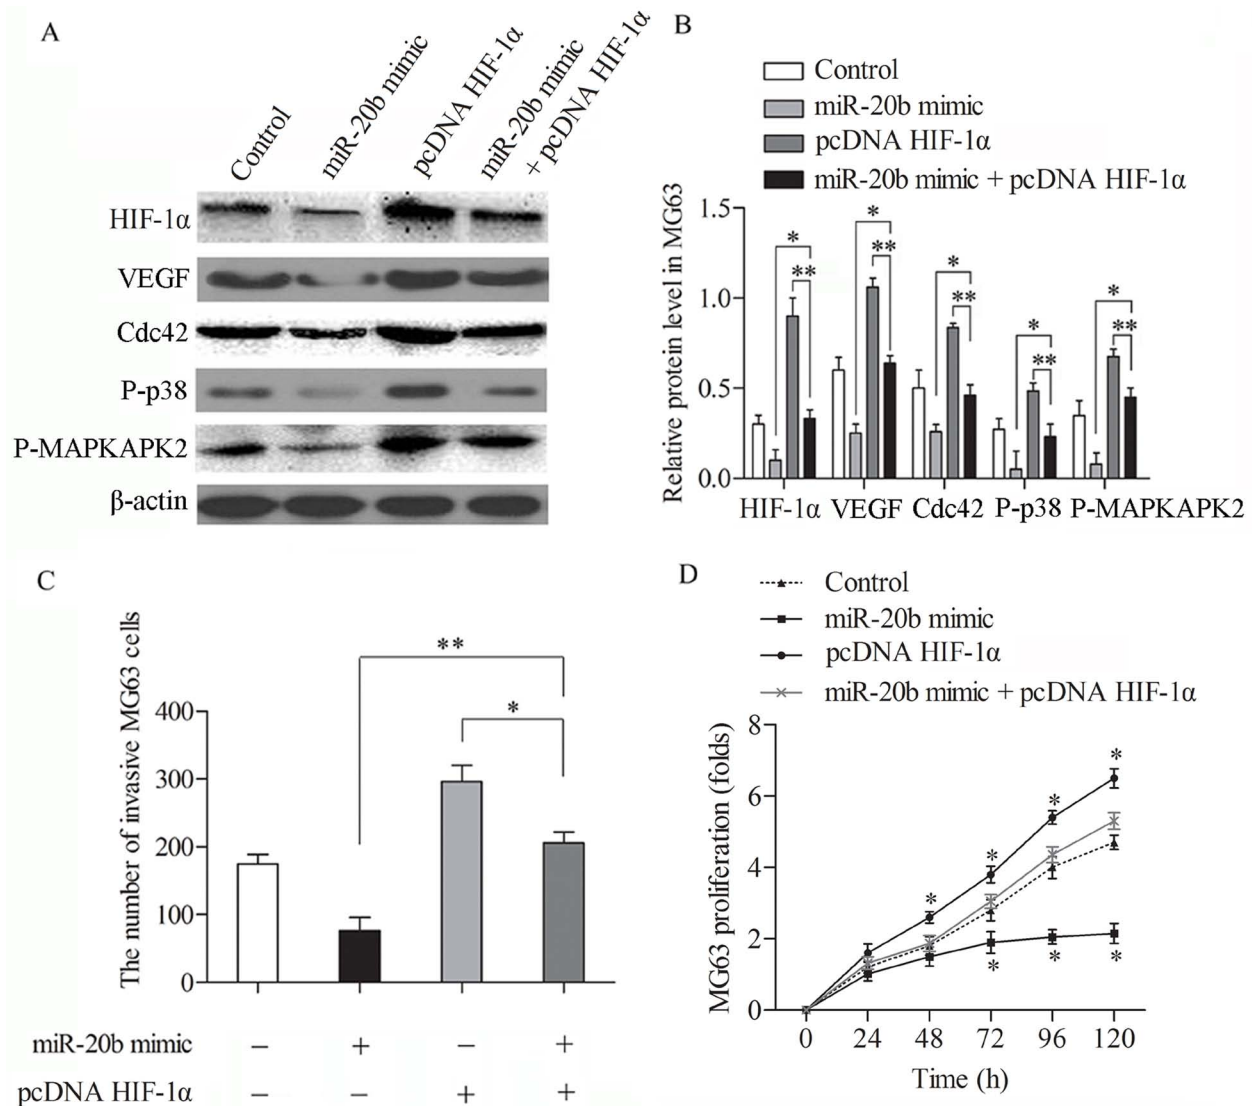 A
Control
miR-20b mimic
pcDNA HIF-1α
miR-20b mimic
+ pcDNA HIF-1α
HIF-1α
VEGF
Cdc42
P-p38
P-MAPKAPK2
β-actin
B
Control
miR-20b mimic
pcDNA HIF-1α
miR-20b mimic + pcDNA HIF-1α
Relative protein level in MG63
1.5
1.0
0.5
0.0
* ** * ** * ** * ** * **
HIF-1α VEGF Cdc42 P-p38 P-MAPKAPK2
C
The number of invasive MG63 cells
400
300
200
100
0
**
*
miR-20b mimic − + − +
pcDNA HIF-1α − − + +
D
Control
miR-20b mimic
pcDNA HIF-1α
miR-20b mimic + pcDNA HIF-1α
MG63 proliferation (folds)
8
6
4
2
0
* * * *
* * *
0 24 48 72 96 120
Time (h)